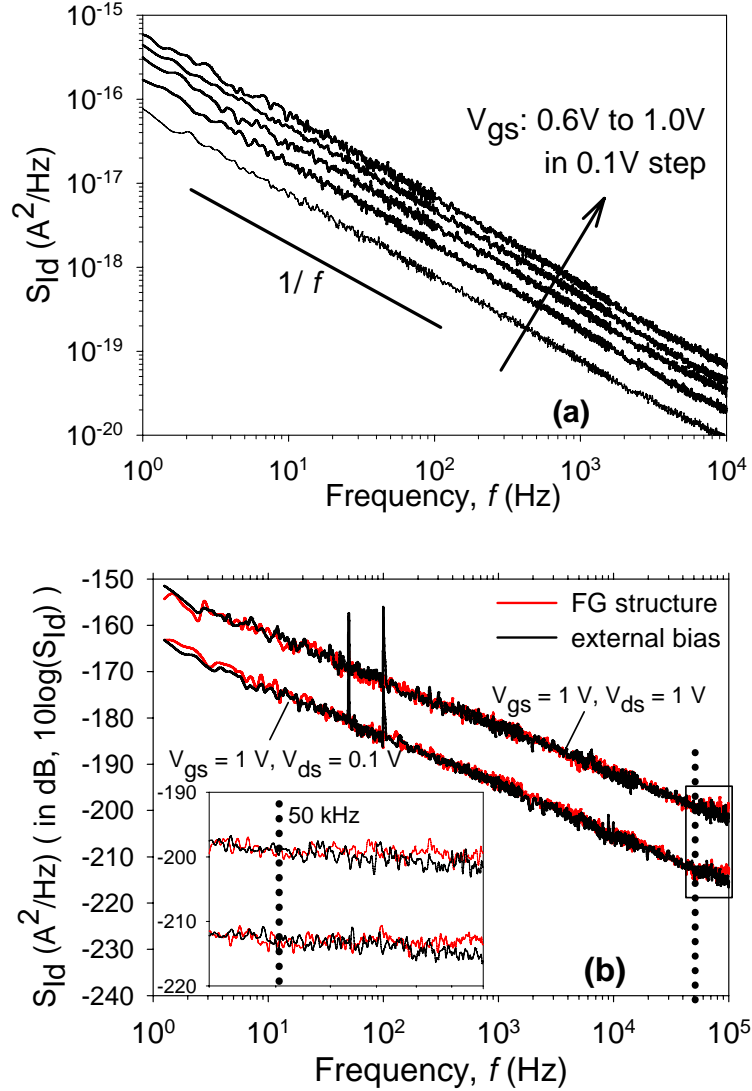 10^-15
10^-16
10^-17
10^-18
10^-19
10^-20
S_Id (A^2/Hz)
V_gs: 0.6V to 1.0V
in 0.1V step
1/ f
(a)
10^0 10^1 10^2 10^3 10^4
Frequency, f (Hz)
-150
-160
-170
-180
-190
-200
-210
-220
-230
-240
S_Id (A^2/Hz) ( in dB, 10log(S_Id) )
FG structure
external bias
V_gs = 1 V, V_ds = 1 V
V_gs = 1 V, V_ds = 0.1 V
-190
-200
-210
-220
50 kHz
(b)
10^0 10^1 10^2 10^3 10^4 10^5
Frequency, f (Hz)